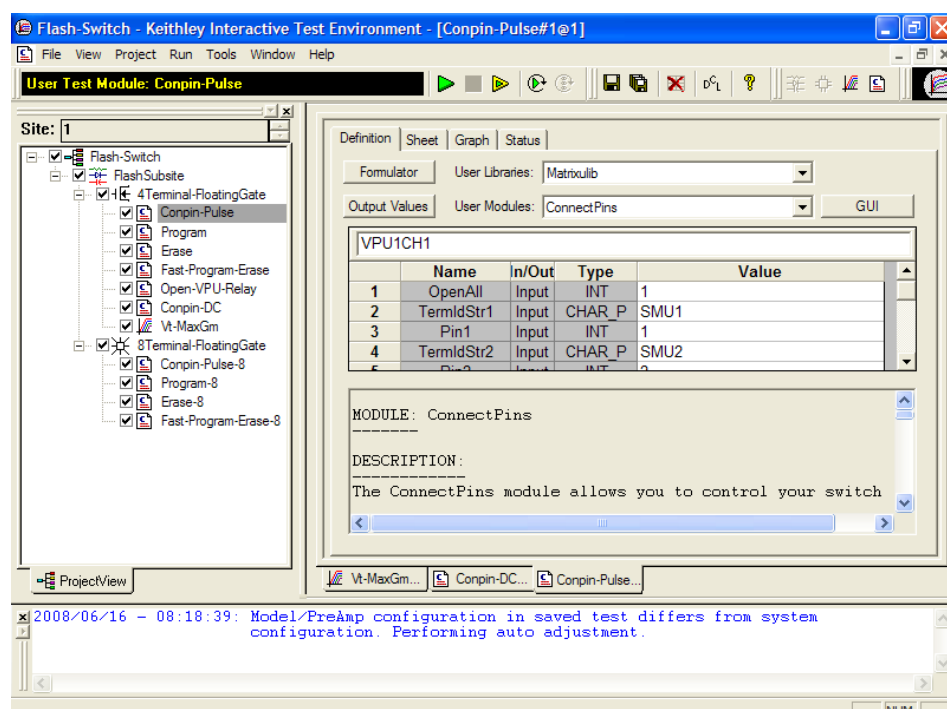 Flash-Switch - Keithley Interactive Test Environment - [Conpin-Pulse#1@1]
File View Project Run Tools Window Help
User Test Module: Conpin-Pulse
Site: 1
Flash-Switch
FlashSubsite
4Terminal-FloatingGate
Conpin-Pulse
Program
Erase
Fast-Program-Erase
Open-VPU-Relay
Conpin-DC
Vt-MaxGm
8Terminal-FloatingGate
Conpin-Pulse-8
Program-8
Erase-8
Fast-Program-Erase-8
ProjectView
Definition Sheet Graph Status
Formulator User Libraries: Matrixulib
Output Values User Modules: ConnectPins GUI
VPU1CH1
Name In/Out Type Value
1 OpenAll Input INT 1
2 TermIdStr1 Input CHAR_P SMU1
3 Pin1 Input INT 1
4 TermIdStr2 Input CHAR_P SMU2
5 Pin2 Input INT 2
MODULE: ConnectPins
-------
DESCRIPTION:
------------
The ConnectPins module allows you to control your switch
Vt-MaxGm... Conpin-DC... Conpin-Pulse...
2008/06/16 - 08:18:39: Model/PreAmp configuration in saved test differs from system
configuration. Performing auto adjustment.
NUM